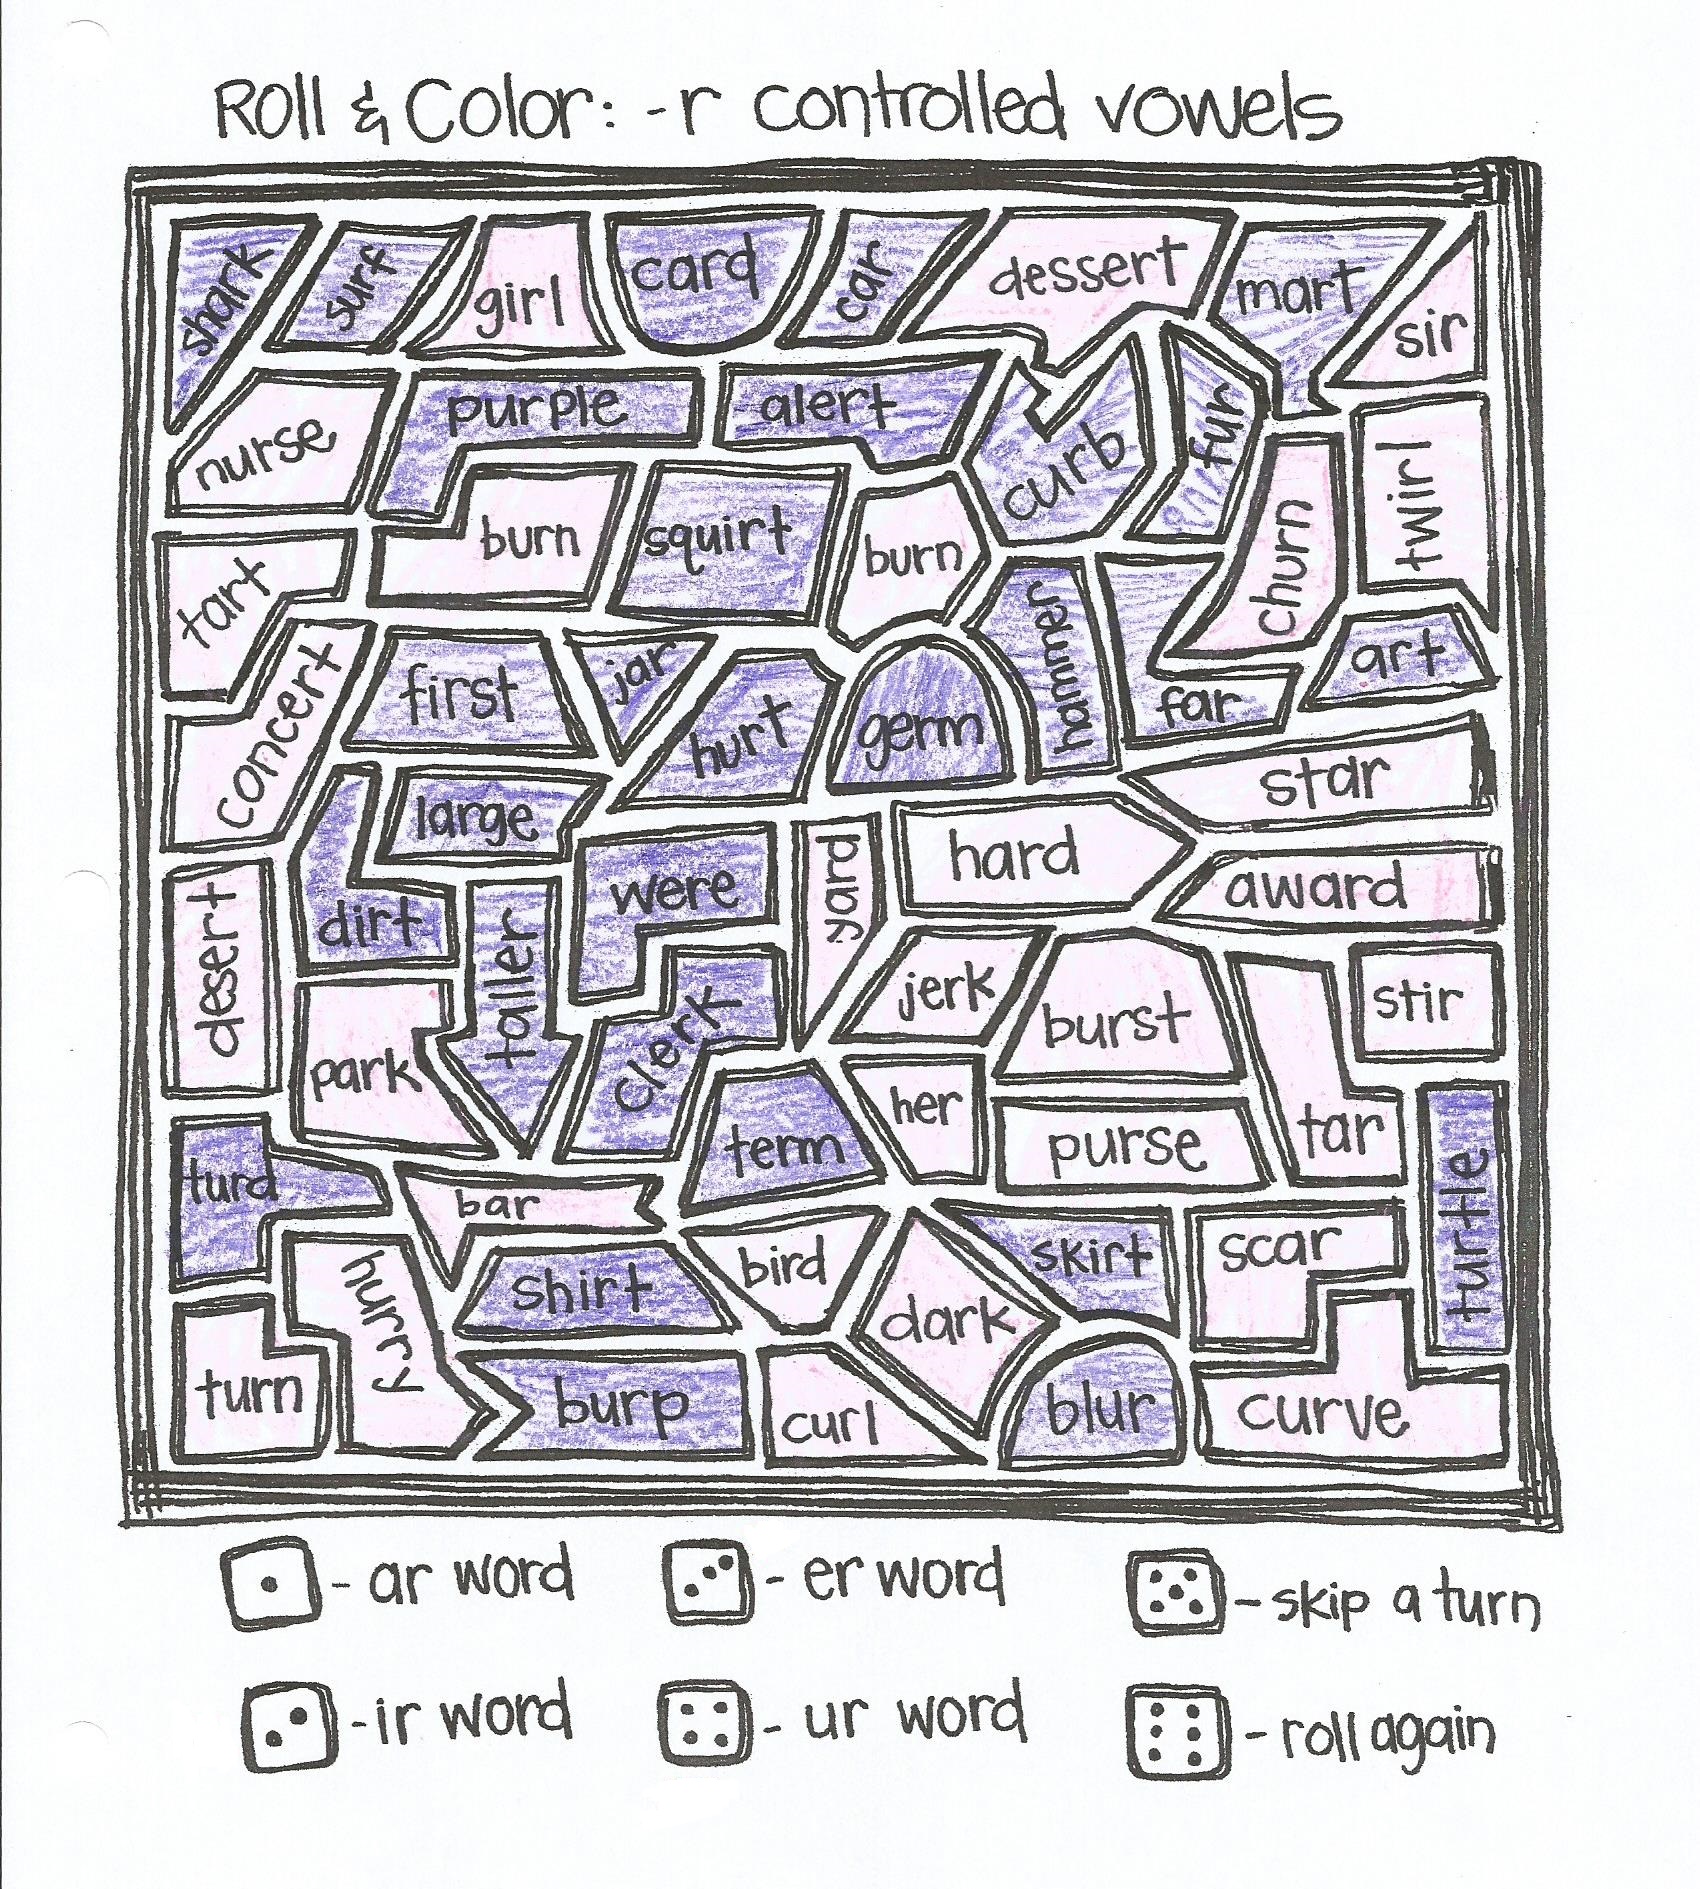 Roll & Color: -r controlled vowels
shark surf girl card car dessert mart sir
nurse purple alert curb fur twirl
tart burn squirt burn hammer churn
concert first jar hurt germ far art
large star
desert dirt taller were yard hard award
park clerk jerk burst stir
turd term her purse tar turtle
bar
hurry shirt bird dark skirt scar
turn burp curl blur curve
- ar word - er word - skip a turn
- ir word - ur word - roll again